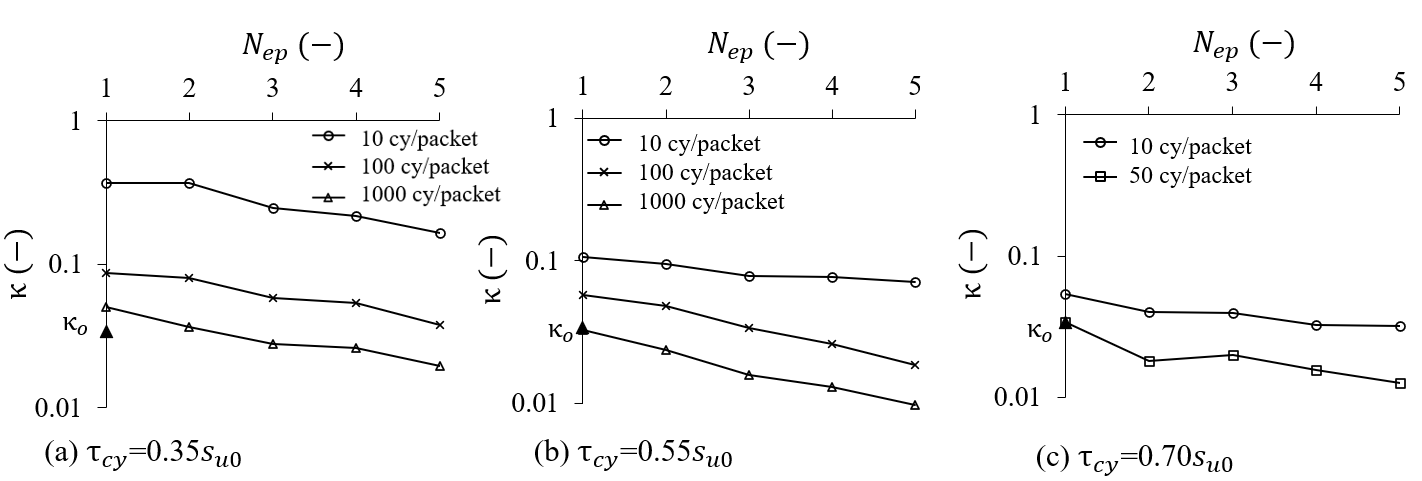 N_ep (−)
1 2 3 4 5
1
0.1
0.01
κ (−)
κ_o
10 cy/packet
100 cy/packet
1000 cy/packet
(a) τ_cy=0.35s_u0
N_ep (−)
1 2 3 4 5
1
0.1
0.01
κ (−)
κ_o
10 cy/packet
100 cy/packet
1000 cy/packet
(b) τ_cy=0.55s_u0
N_ep (−)
1 2 3 4 5
1
0.1
0.01
κ (−)
κ_o
10 cy/packet
50 cy/packet
(c) τ_cy=0.70s_u0